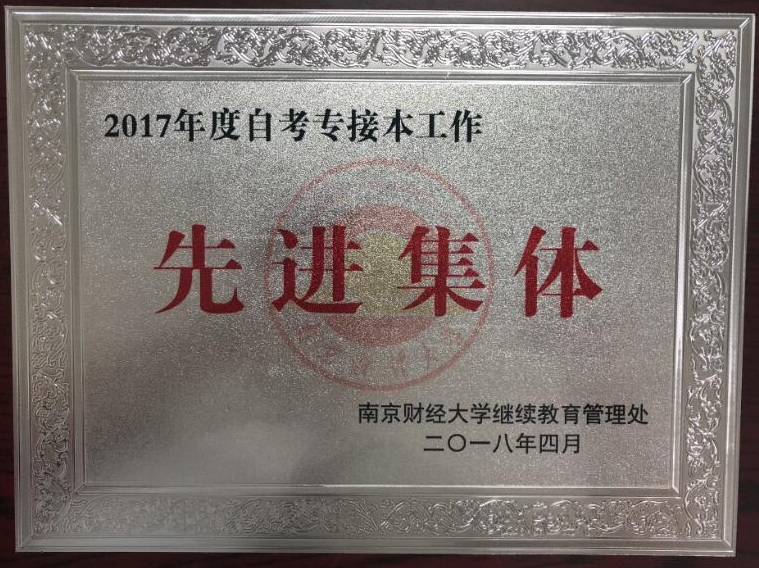 2017年度自考专接本工作
先进集体
南京财经大学继续教育管理处
二〇一八年四月